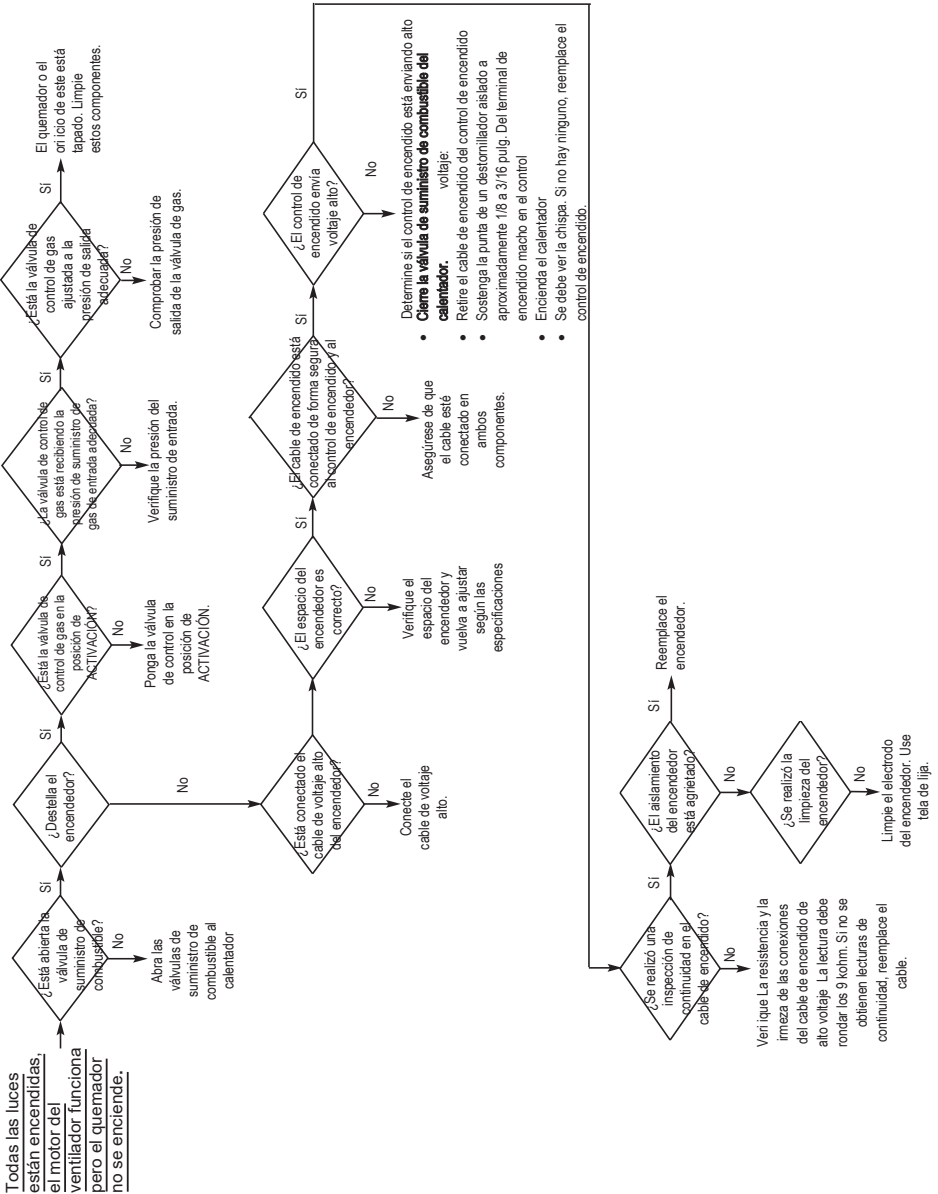 Todas las luces
están encendidas,
el motor del
ventilador funciona
pero el quemador
no se enciende.
¿Está abierta la
válvula de
suministro de
combustible?
No
Abra las
válvulas de
suministro de
combustible al
calentador
Sí
¿Destella el
encendedor?
Sí
¿Está la válvula de
control de gas en la
posición de
ACTIVACIÓN?
No
Ponga la válvula
de control en la
posición de
ACTIVACIÓN.
Sí
¿La válvula de control de
gas está recibiendo la
presión de suministro de
gas de entrada adecuada?
No
Verifique la presión del
suministro de entrada.
Sí
¿Está la válvula de
control de gas
ajustada a la
presión de salida
adecuada?
No
Comprobar la presión de
salida de la válvula de gas.
Sí
El quemador o el
ori icio de este está
tapado. Limpie
estos componentes.
No
¿Está conectado el
cable de voltaje alto
del encendedor?
No
Conecte el
cable de voltaje
alto.
¿El espacio del
encendedor es
correcto?
No
Verifique el
espacio del
encendedor y
vuelva a ajustar
según las
especificaciones
Sí
¿El cable de encendido está
conectado de forma segura
al control de encendido y al
encendedor?
No
Asegúrese de que
el cable esté
conectado en
ambos
componentes.
Sí
¿El control de
encendido envía
voltaje alto?
No
Determine si el control de encendido está enviando alto
voltaje:
• Cierre la válvula de suministro de combustible del
calentador.
• Retire el cable de encendido del control de encendido
• Sostenga la punta de un destornillador aislado a
aproximadamente 1/8 a 3/16 pulg. Del terminal de
encendido macho en el control
• Encienda el calentador
• Se debe ver la chispa. Si no hay ninguno, reemplace el
control de encendido.
Sí
¿Se realizó una
inspección de
continuidad en el
cable de encendido?
No
Veri ique La resistencia y la
irmeza de las conexiones
del cable de encendido de
alto voltaje La lectura debe
rondar los 9 kohm. Si no se
obtienen lecturas de
continuidad, reemplace el
cable.
Sí
¿El aislamiento
del encendedor
está agrietado?
Sí
Reemplace el
encendedor.
No
¿Se realizó la
limpieza del
encendedor?
No
Limpie el electrodo
del encendedor. Use
tela de lija.